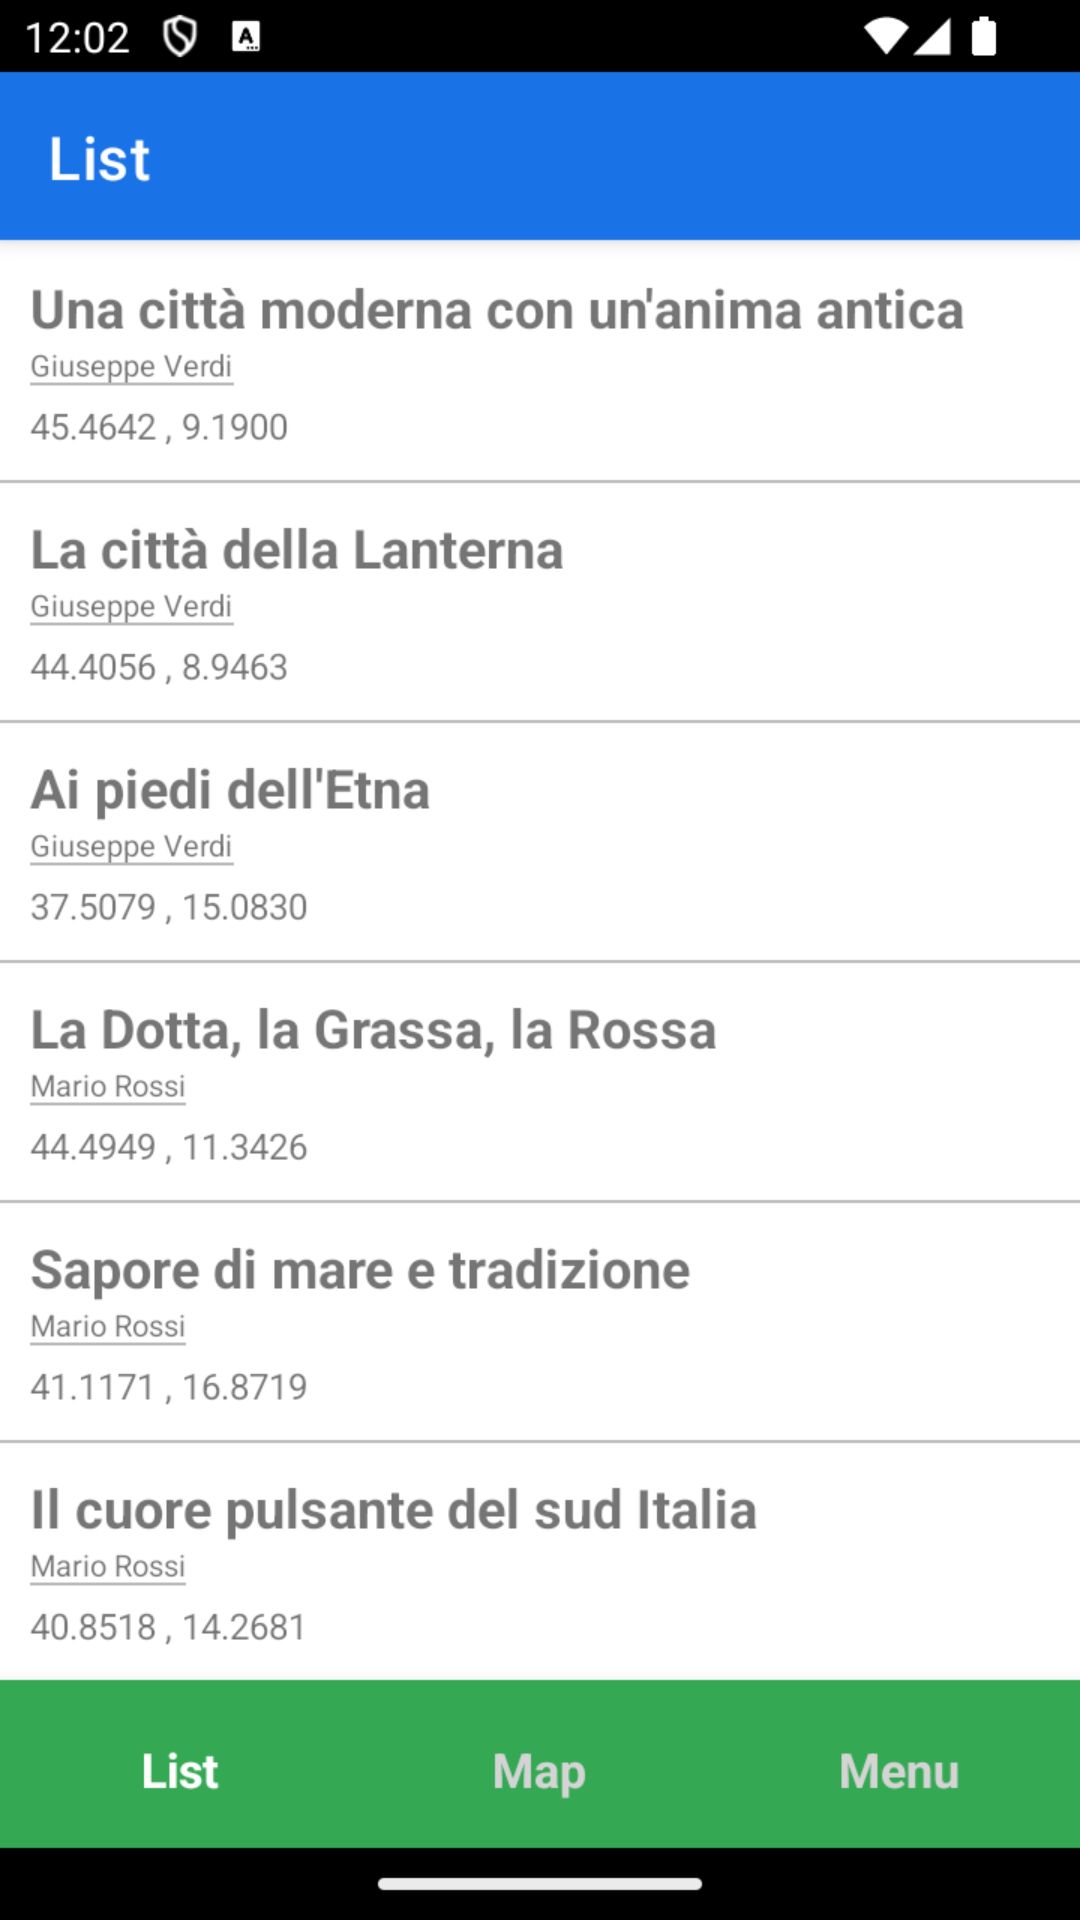 12:02
List
Una città moderna con un'anima antica
Giuseppe Verdi
45.4642 , 9.1900
La città della Lanterna
Giuseppe Verdi
44.4056 , 8.9463
Ai piedi dell'Etna
Giuseppe Verdi
37.5079 , 15.0830
La Dotta, la Grassa, la Rossa
Mario Rossi
44.4949 , 11.3426
Sapore di mare e tradizione
Mario Rossi
41.1171 , 16.8719
Il cuore pulsante del sud Italia
Mario Rossi
40.8518 , 14.2681
List Map Menu